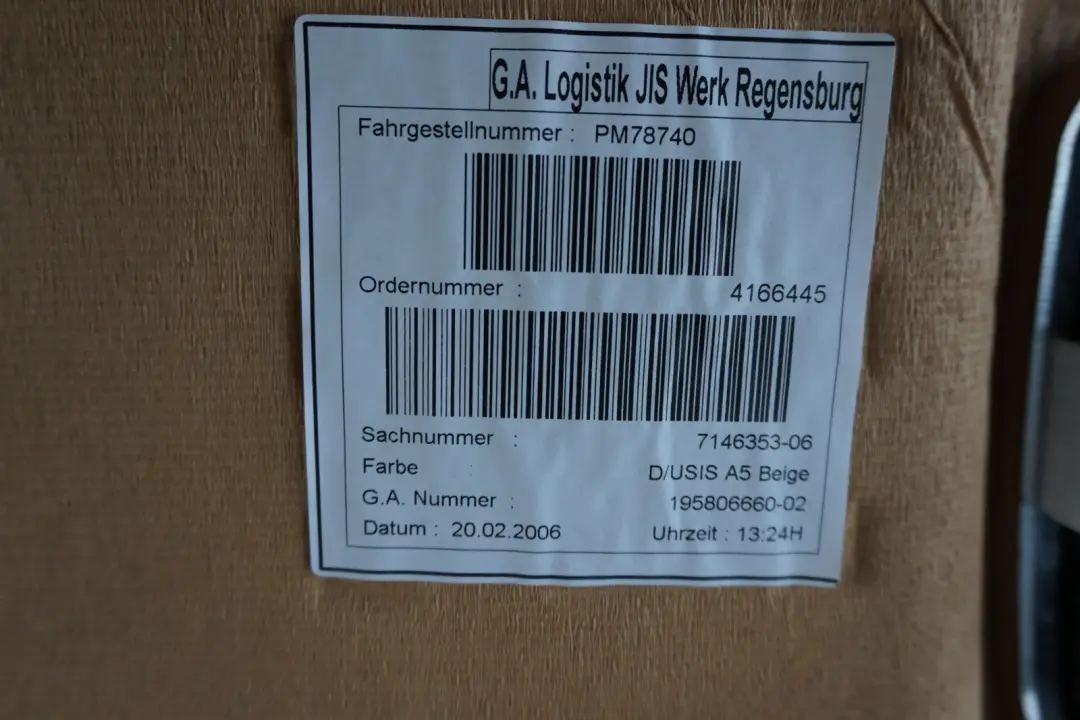 G.A. Logistik JIS Werk Regensburg
Fahrgestellnummer : PM78740
Ordernummer : 4166445
Sachnummer : 7146353-06
Farbe : D/USIS A5 Beige
G.A. Nummer : 195806660-02
Datum : 20.02.2006 Uhrzeit : 13:24H